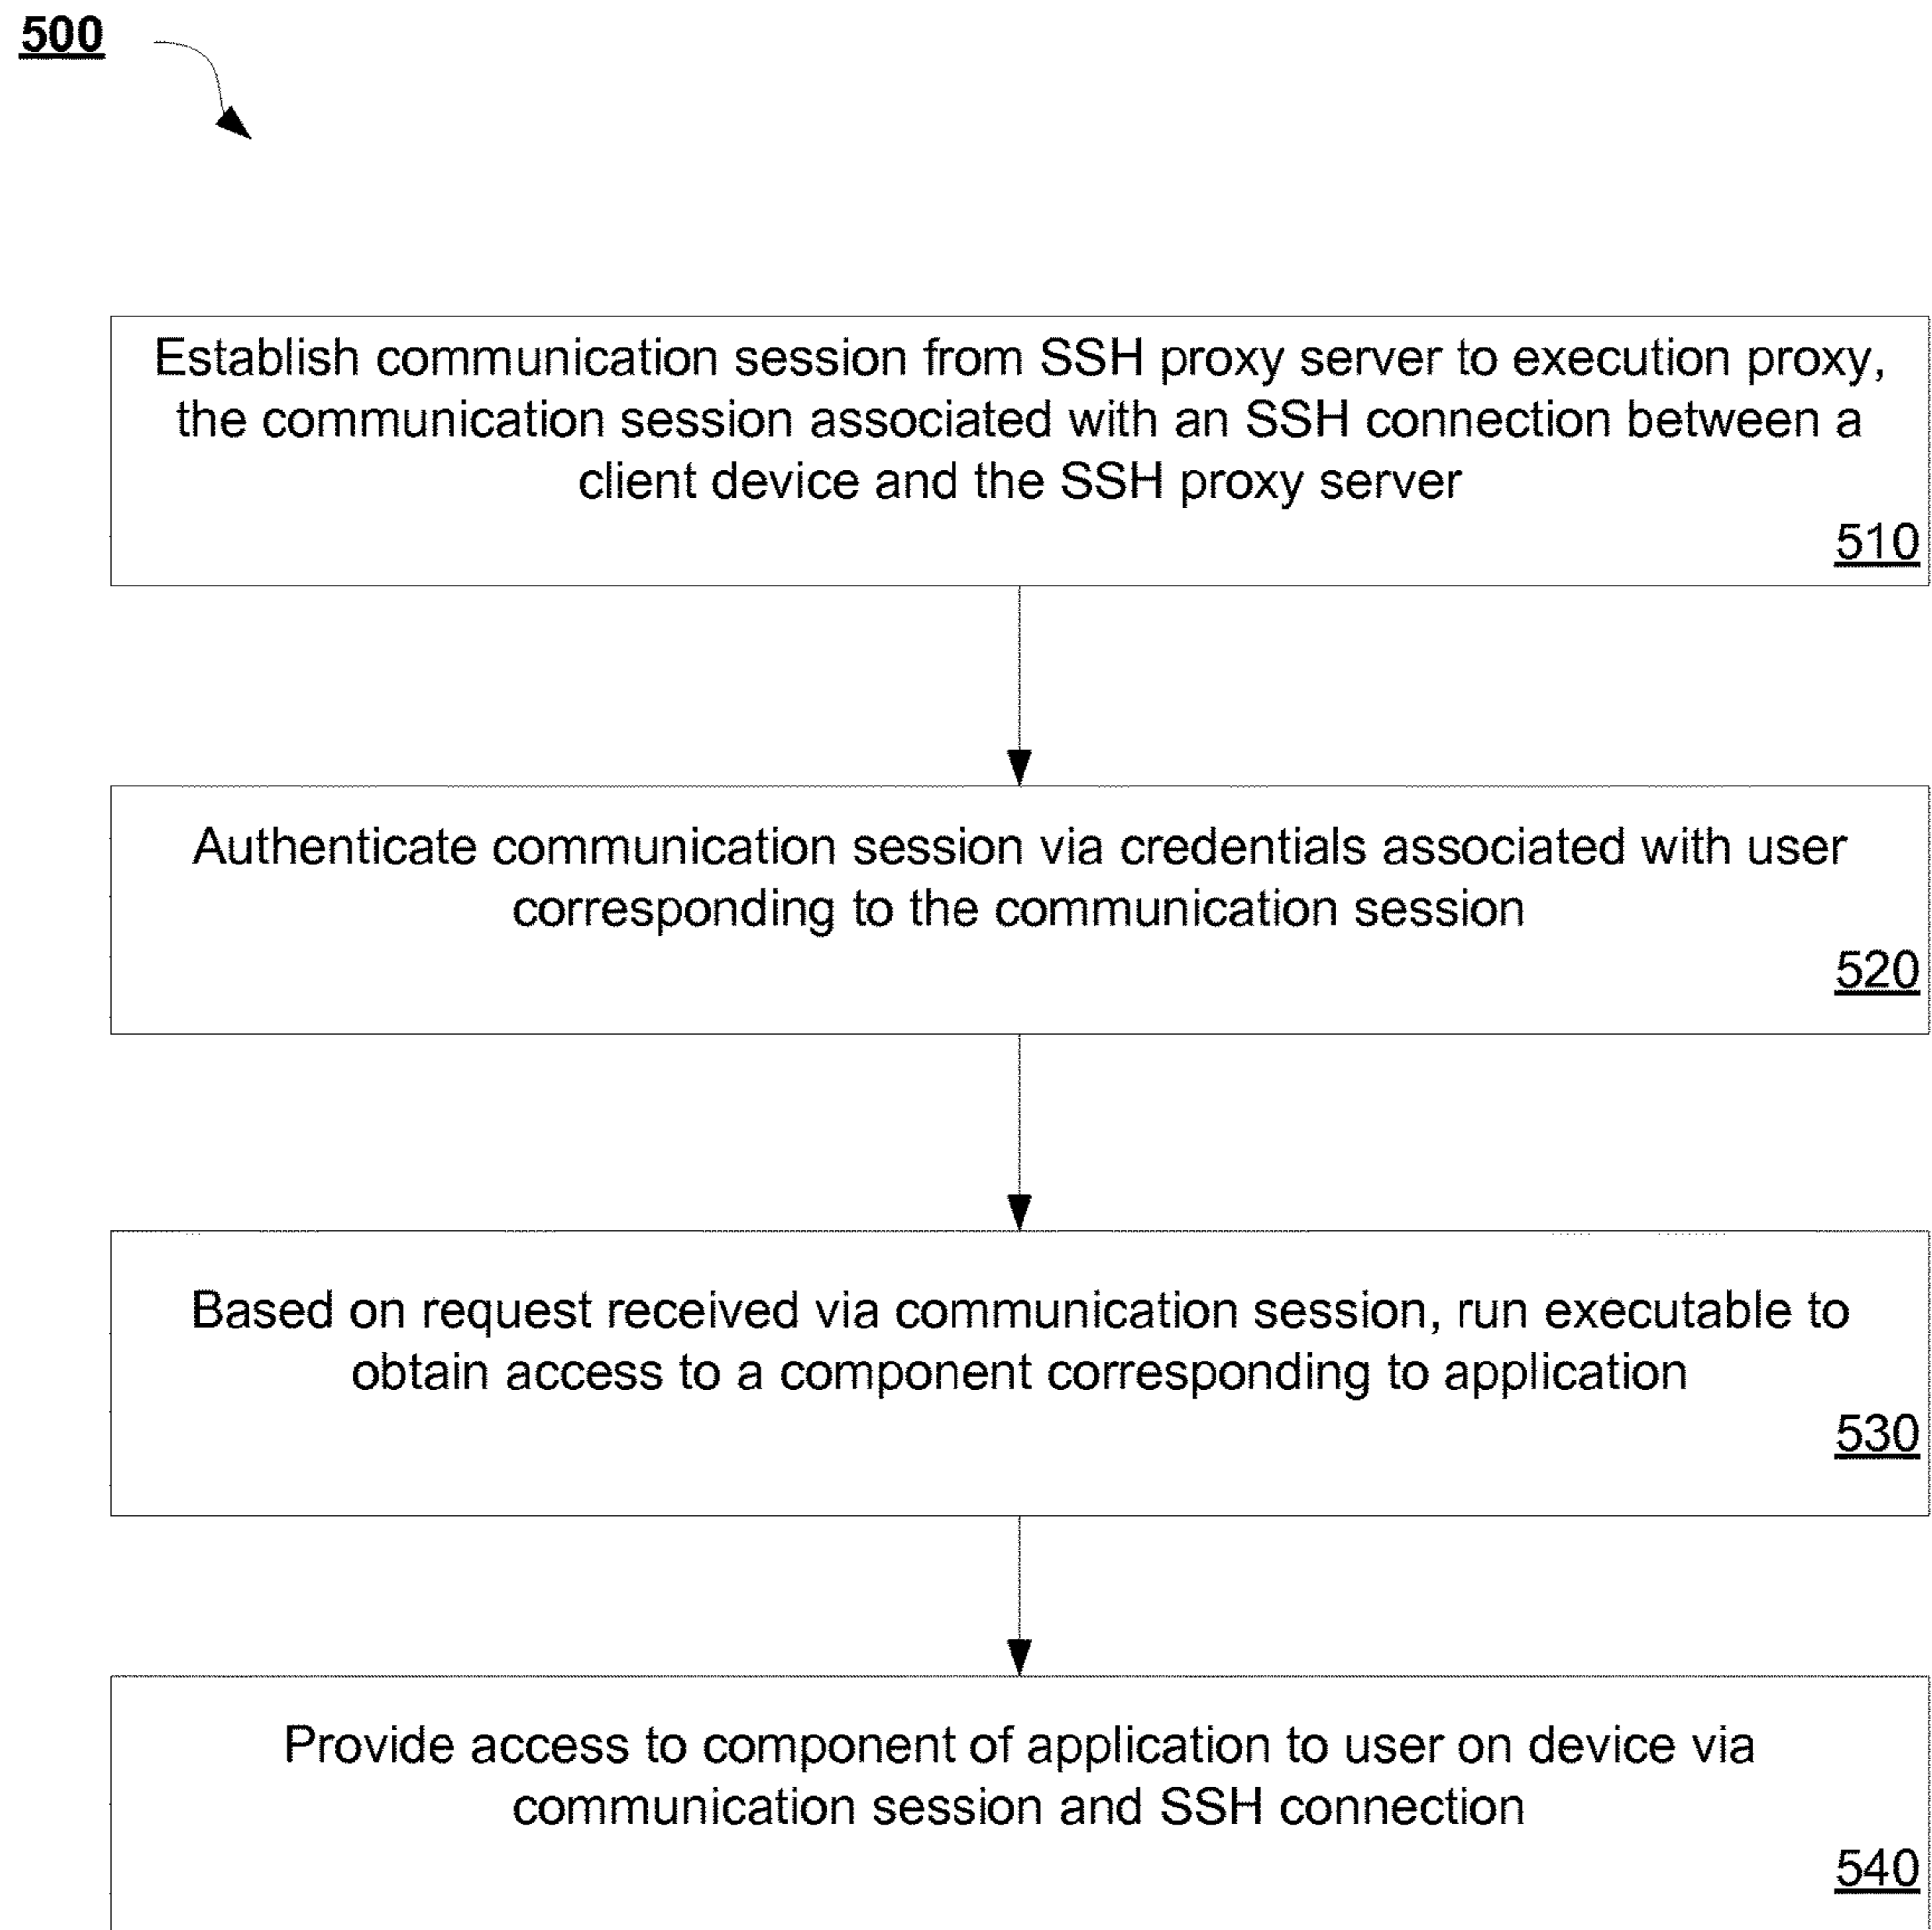 500
Establish communication session from SSH proxy server to execution proxy,
the communication session associated with an SSH connection between a
client device and the SSH proxy server
510
Authenticate communication session via credentials associated with user
corresponding to the communication session
520
Based on request received via communication session, run executable to
obtain access to a component corresponding to application
530
Provide access to component of application to user on device via
communication session and SSH connection
540